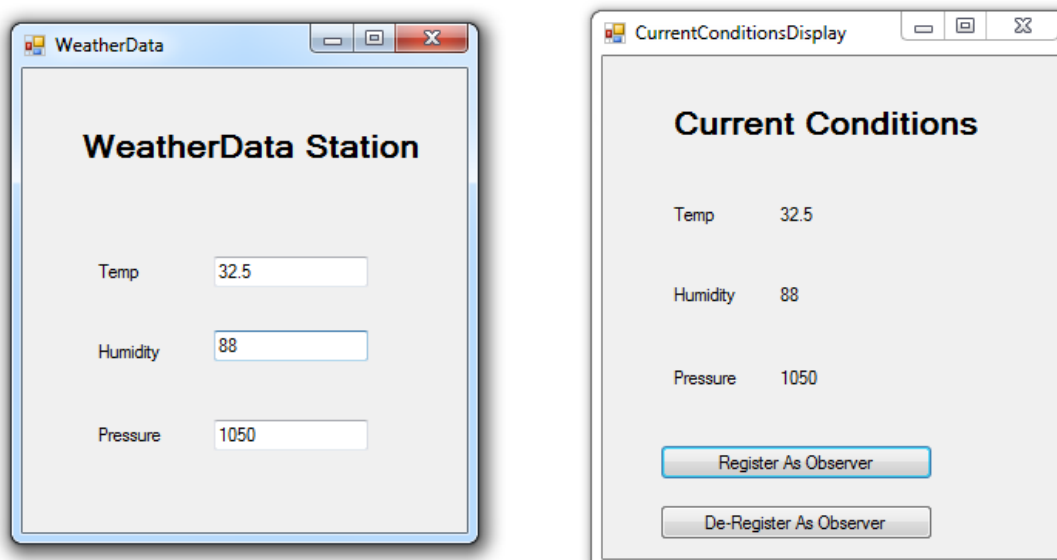 WeatherData
WeatherData Station
Temp 32.5
Humidity 88
Pressure 1050
CurrentConditionsDisplay
Current Conditions
Temp 32.5
Humidity 88
Pressure 1050
Register As Observer
De-Register As Observer